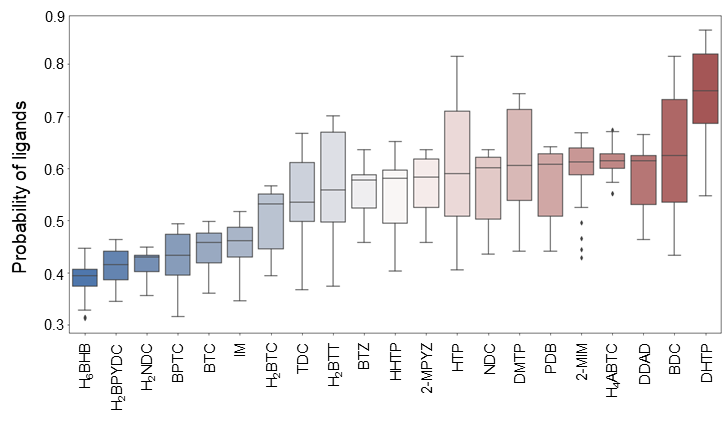 0.9
0.8
0.7
0.6
0.5
0.4
0.3
Probability of ligands
H₆BHB
H₂BPYDC
H₂NDC
BPTC
BTC
IM
H₂BTC
TDC
H₂BTT
BTZ
HHTP
2-MPYZ
HTP
NDC
DMTP
PDB
2-MIM
H₄ABTC
DDAD
BDC
DHTP